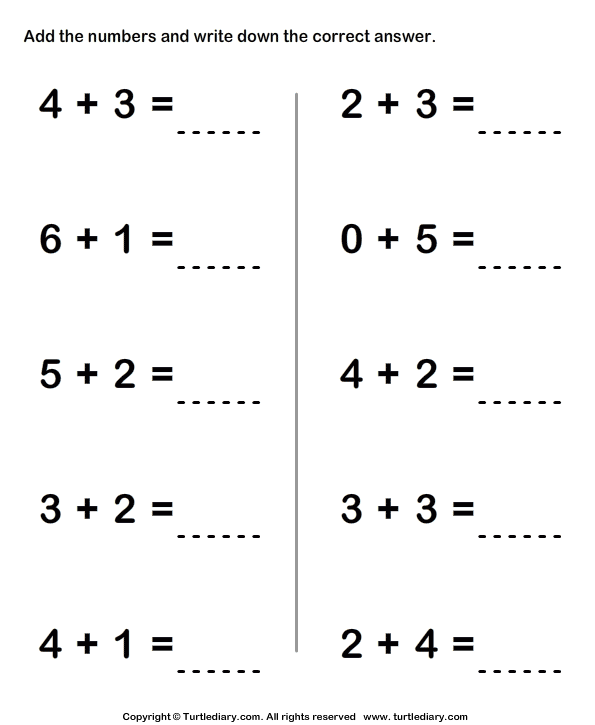 Add the numbers and write down the correct answer.
4 + 3 =
6 + 1 =
5 + 2 =
3 + 2 =
4 + 1 =
2 + 3 =
0 + 5 =
4 + 2 =
3 + 3 =
2 + 4 =
Copyright © Turtlediary.com. All rights reserved www. turtlediary.com